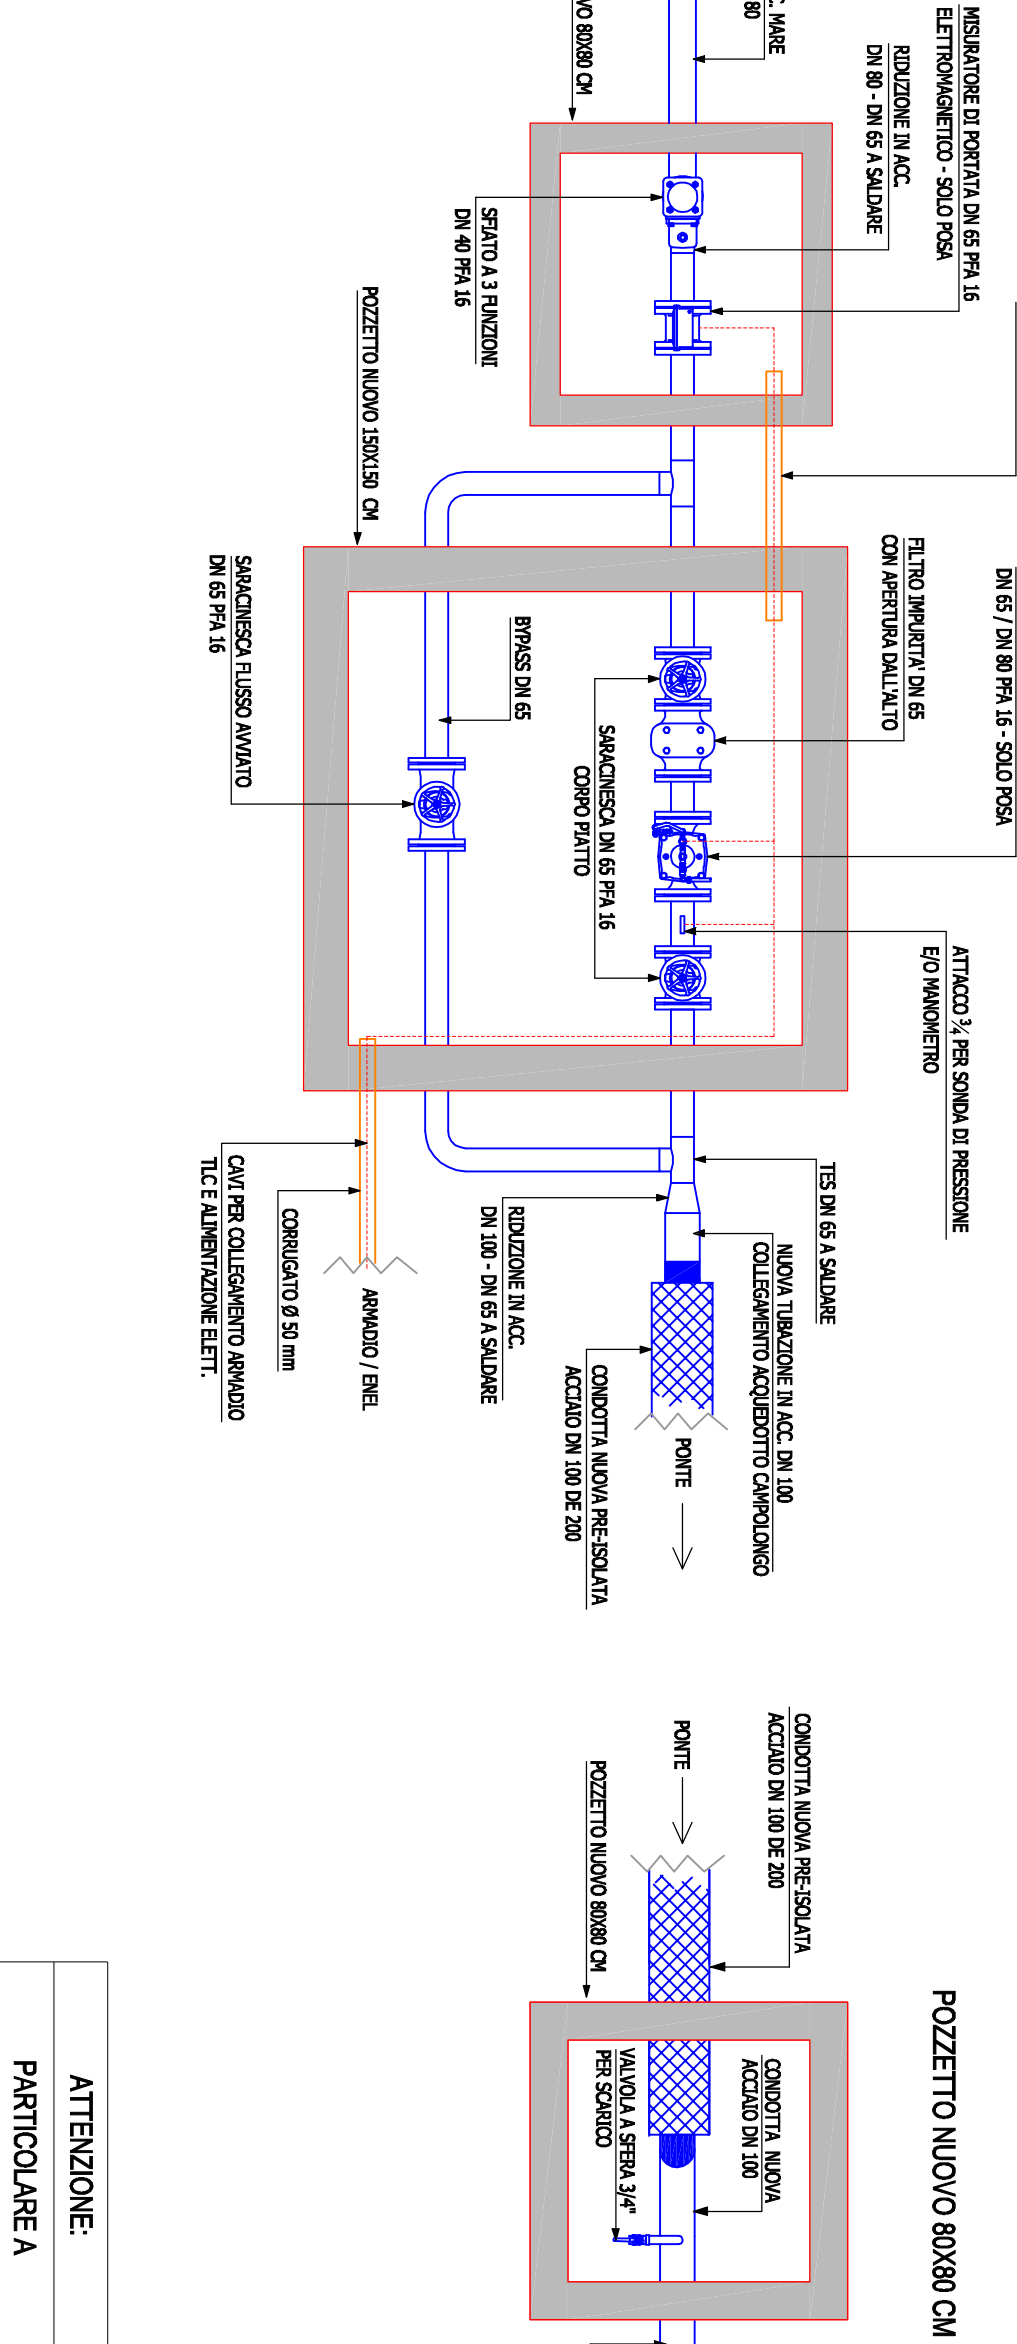 C. MARE
80
VO 80X80 CM
MISURATORE DI PORTATA DN 65 PFA 16
ELETTROMAGNETICO - SOLO POSA
RIDUZIONE IN ACC.
DN 80 - DN 65 A SALDARE
SFIATO A 3 FUNZIONI
DN 40 PFA 16
POZZETTO NUOVO 150X150 CM
DN 65 / DN 80 PFA 16 - SOLO POSA
FILTRO IMPURITA' DN 65
CON APERTURA DALL'ALTO
BYPASS DN 65
SARACINESCA FLUSSO AVVIATO
DN 65 PFA 16
SARACINESCA DN 65 PFA 16
CORPO PIATTO
ATTACCO ¾ PER SONDA DI PRESSIONE
E/O MANOMETRO
TES DN 65 A SALDARE
NUOVA TUBAZIONE IN ACC. DN 100
COLLEGAMENTO ACQUEDOTTO CAMPOLONGO
RIDUZIONE IN ACC.
DN 100 - DN 65 A SALDARE
CONDOTTA NUOVA PRE-ISOLATA
ACCIAIO DN 100 DE 200
PONTE
ARMADIO / ENEL
CORRUGATO Ø 50 mm
CAVI PER COLLEGAMENTO ARMADIO
TLC E ALIMENTAZIONE ELETT.
POZZETTO NUOVO 80X80 CM
CONDOTTA NUOVA PRE-ISOLATA
ACCIAIO DN 100 DE 200
PONTE
POZZETTO NUOVO 80X80 CM
CONDOTTA NUOVA
ACCIAIO DN 100
VALVOLA A SFERA 3/4"
PER SCARICO
ATTENZIONE:
PARTICOLARE A